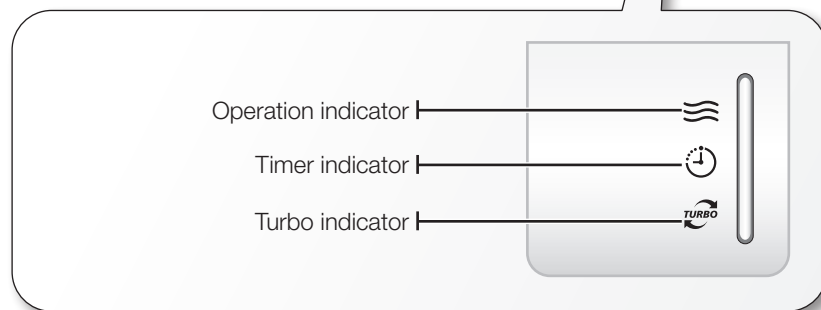 Operation indicator
Timer indicator
Turbo indicator
TURBO